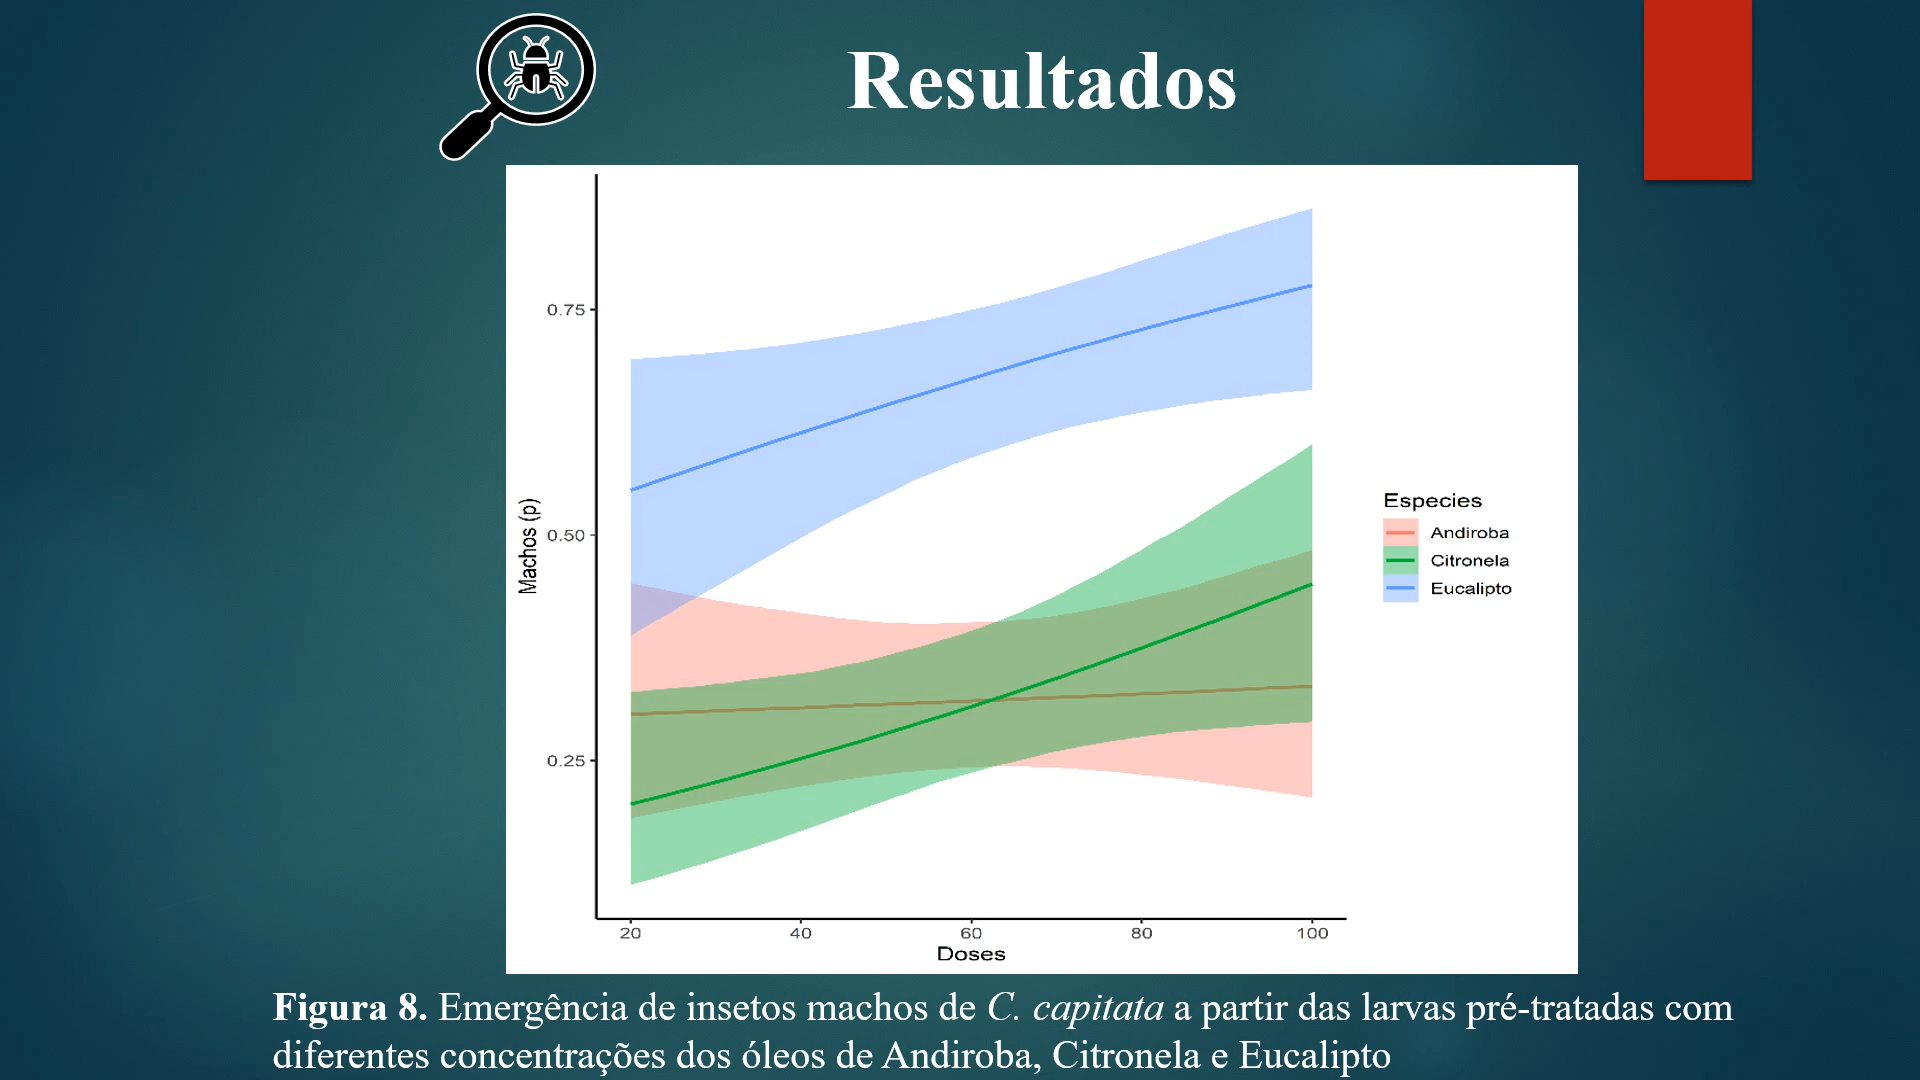 Resultados
0.75
0.50
0.25
Machos (p)
20 40 60 80 100
Doses
Especies
Andiroba
Citronela
Eucalipto
Figura 8. Emergência de insetos machos de C. capitata a partir das larvas pré-tratadas com
diferentes concentrações dos óleos de Andiroba, Citronela e Eucalipto